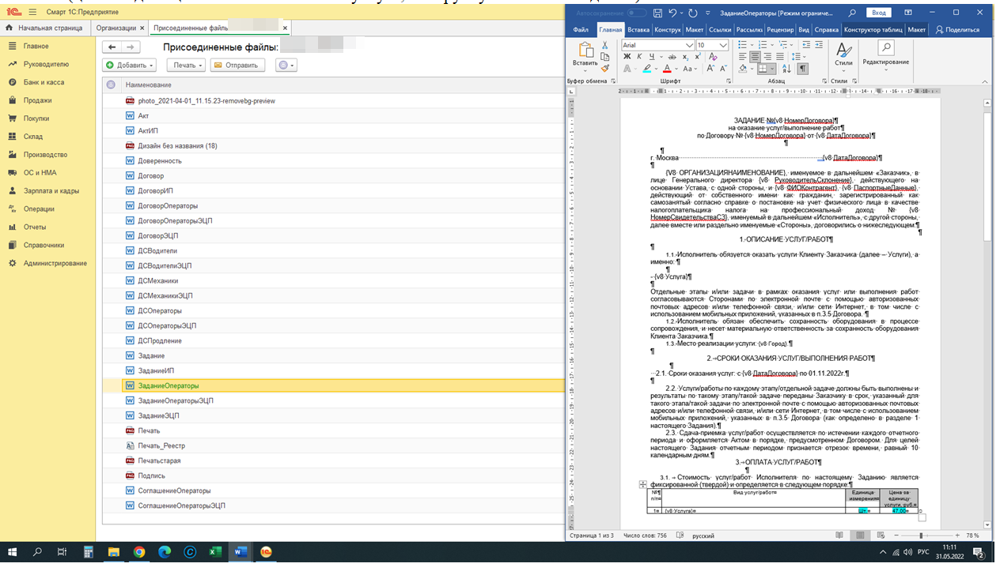 Смарт 1С:Предприятие
Начальная страница
Организации ×
Присоединенные файлы
×
Главное
Руководителю
Банк и касса
Продажи
Покупки
Склад
Производство
ОС и НМА
Зарплата и кадры
Операции
Отчеты
Справочники
Администрирование
Присоединенные файлы:
Добавить
Печать
Отправить
Наименование
photo_2021-04-01_11.15.23-removebg-preview
Акт
АктИП
Дизайн без названия (18)
Доверенность
Договор
ДоговорИП
ДоговорОператоры
ДоговорОператорыЭЦП
ДоговорЭЦП
ДСВодители
ДСВодителиЭЦП
ДСМеханики
ДСМеханикиЭЦП
ДСОператоры
ДСОператорыЭЦП
ДСПродление
Задание
ЗаданиеИП
ЗаданиеОператоры
ЗаданиеОператорыЭЦП
ЗаданиеЭЦП
Печать
Печать_Реестр
Печатьстарая
Подпись
СоглашениеОператоры
СоглашениеОператорыЭЦП
Автосохранение
ЗаданиеОператоры [Режим ограниче...
Вход
Файл Главная Вставка Конструк Макет Ссылки Рассылкі Рецензир Вид Справка Конструктор таблиц Макет Поделиться
Вставить
Arial 10
Ж К Ч
Стили
Редактирование
Буфер обмена
Шрифт
Абзац
Стили
ЗАДАНИЕ №{v8 НомерДоговора}¶
на оказание услуг/выполнение работ¶
по Договору № {v8 НомерДоговора} от {v8 ДатаДоговора}¶
¶
¶
г. Москва {v8 ДатаДоговора}¶
¶
{V8 ОРГАНИЗАЦИЯНАИМЕНОВАНИЕ}, именуемое в дальнейшем «Заказчик», в
лице Генерального директора {v8 РуководительСклонение}, действующего на
основании Устава, с одной стороны, и {v8 ФИОКонтрагент}, {v8 ПаспортныеДанные},
действующий от собственного имени как гражданин, зарегистрированный как
самозанятый согласно справке о постановке на учет физического лица в качестве
налогоплательщика налога на профессиональный доход № {v8
НомерСвидетельстваСЗ}, именуемый в дальнейшем «Исполнитель», с другой стороны,
далее вместе или раздельно именуемые «Стороны», договорились о нижеследующем:¶
¶
1. ОПИСАНИЕ УСЛУГ/РАБОТ¶
¶
1.1. Исполнитель обязуется оказать услуги Клиенту Заказчика (далее – Услуги), а
именно: ¶
¶
- {v8 Услуга}¶
¶
Отдельные этапы и/или задачи в рамках оказания услуг или выполнения работ
согласовываются Сторонами по электронной почте с помощью авторизованных
почтовых адресов и/или телефонной связи, и/или сети Интернет, в том числе с
использованием мобильных приложений, указанных в п.3.5 Договора. ¶
1.2. Исполнитель обязан обеспечить сохранность оборудования в процессе
сопровождения, и несет материальную ответственность за сохранность оборудования
Клиента Заказчика.¶
1.3. Место реализации услуги: {v8 Город}.¶
¶
2. СРОКИ ОКАЗАНИЯ УСЛУГ/ВЫПОЛНЕНИЯ РАБОТ¶
¶
2.1. Сроки оказания услуг: с {v8 ДатаДоговора} по 01.11.2022г.¶
¶
2.2. Услуги/работы по каждому этапу/отдельной задаче должны быть выполнены и
результаты по такому этапу/такой задаче переданы Заказчику в срок, указанный для
такого этапа/такой задачи по электронной почте с помощью авторизованных почтовых
адресов и/или телефонной связи, и/или сети Интернет, в том числе с использованием
мобильных приложений, указанных в п.3.5 Договора (как определено в разделе 1
настоящего Задания).¶
2.3. Сдача-приемка услуг/работ осуществляется по истечении каждого отчетного
периода и оформляется Актом в порядке, предусмотренном Договором. Для целей
настоящего Задания отчетным периодом признается отрезок времени, равный 10
календарным дням.¶
3. ОПЛАТА УСЛУГ/РАБОТ¶
¶
3.1. Стоимость услуг/работ Исполнителя по настоящему Заданию является
фиксированной (твердой) и определяется в следующем порядке:¶
№¶ п/п Вид услуг/работ Единица измерения Цена за единицу услуги, руб.
1 {v8 Услуга} Шт. 47,00
Страница 1 из 3 Число слов: 756 русский 78 %
РУС
11:11
31.05.2022
2